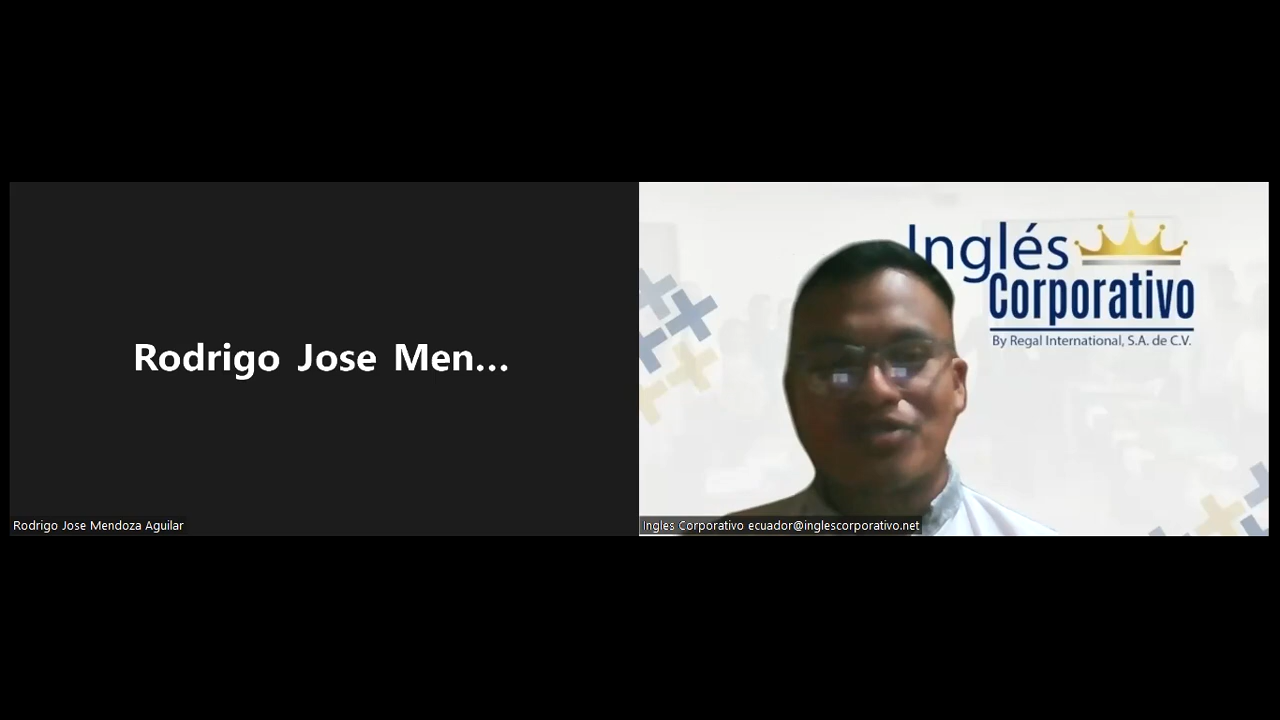 Rodrigo Jose Men...
Rodrigo Jose Mendoza Aguilar
Inglés
Corporativo
By Regal International, S.A. de C.V.
Ingles Corporativo ecuador@inglescorporativo.net